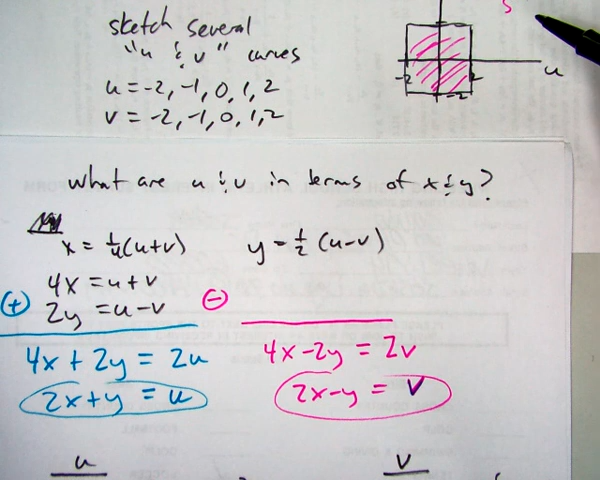 sketch several
"u & v" curves
u = -2, -1, 0, 1, 2
v = -2, -1, 0, 1, 2
S
-2 2 u
-2
what are u & v in terms of x & y?
x = 1/4(u+v) y = 1/2 (u-v)
4x = u+v
2y = u-v
+ -
4x + 2y = 2u 4x - 2y = 2v
2x+y = u 2x-y = v
u v